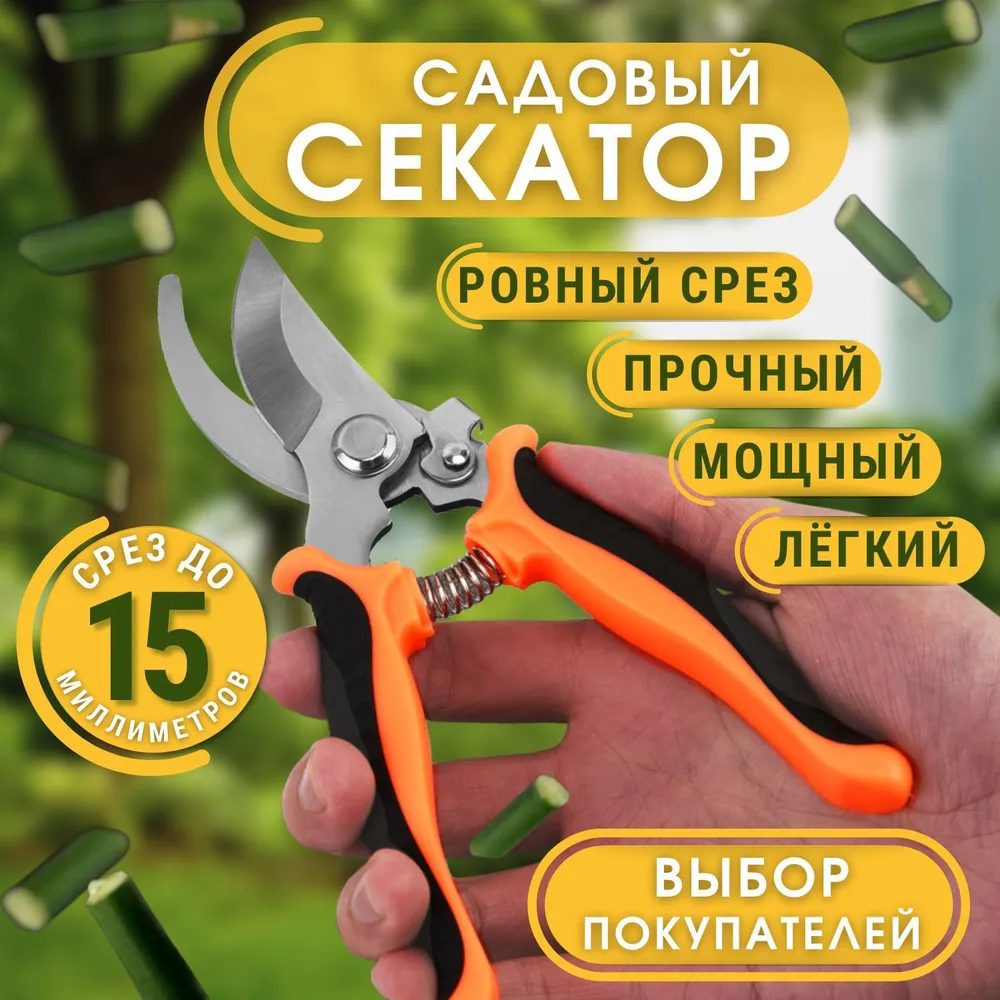 САДОВЫЙ
СЕКАТОР
РОВНЫЙ СРЕЗ
ПРОЧНЫЙ
МОЩНЫЙ
ЛЁГКИЙ
СРЕЗ ДО
15
МИЛЛИМЕТРОВ
ВЫБОР
ПОКУПАТЕЛЕЙ